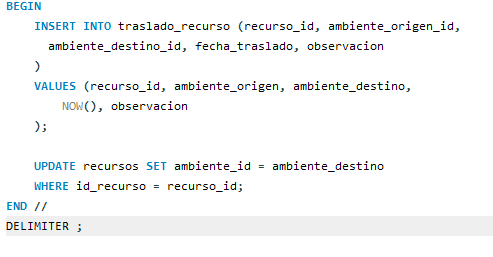 BEGIN
INSERT INTO traslado_recurso (recurso_id, ambiente_origen_id,
ambiente_destino_id, fecha_traslado, observacion
)
VALUES (recurso_id, ambiente_origen, ambiente_destino,
NOW(), observacion
);
UPDATE recursos SET ambiente_id = ambiente_destino
WHERE id_recurso = recurso_id;
END //
DELIMITER ;